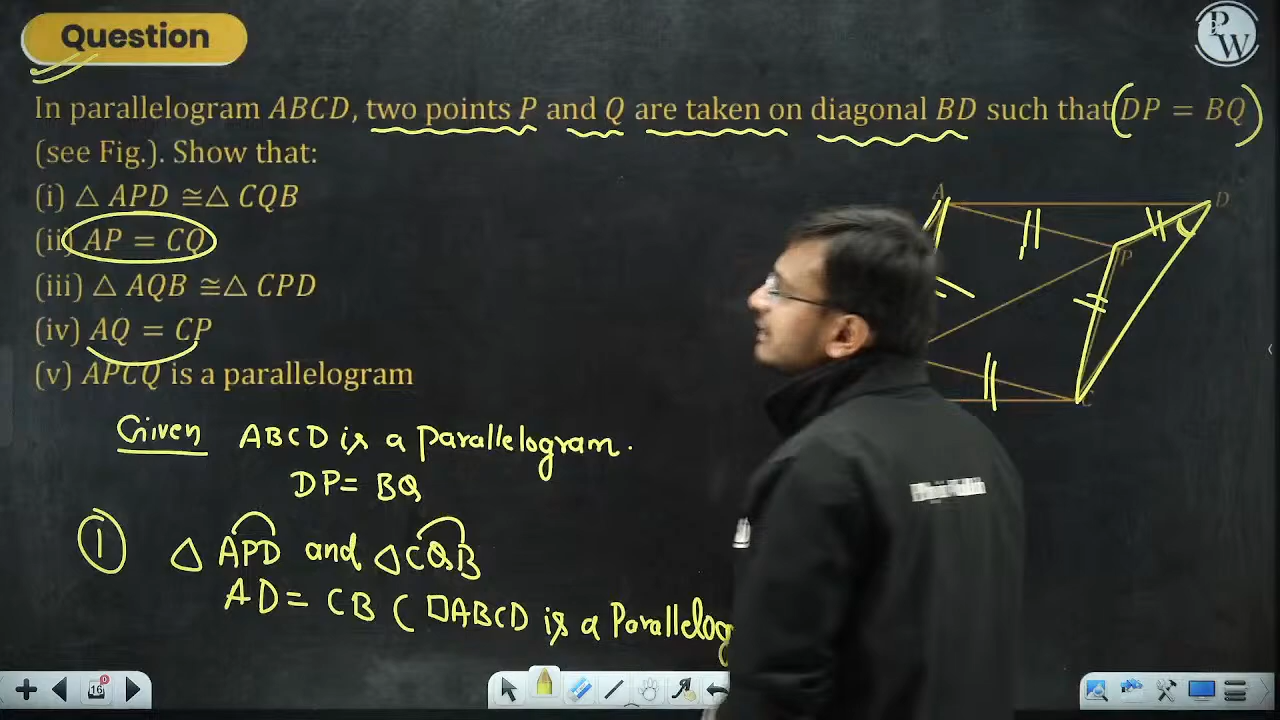 Question
PW
In parallelogram ABCD, two points P and Q are taken on diagonal BD such that (DP = BQ)
(see Fig.). Show that:
(i) △ APD ≅△ CQB
(ii) AP = CQ
(iii) △ AQB ≅△ CPD
(iv) AQ = CP
(v) APCQ is a parallelogram
A
D
P
C
Given ABCD is a parallelogram.
DP = BQ
1 △ APD and △CQB
AD = CB ( □ABCD is a Parallelog
16